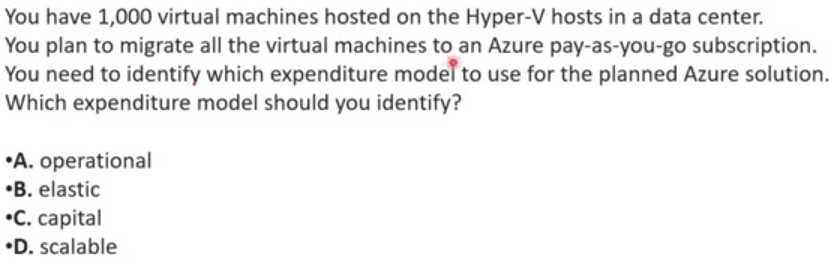 You have 1,000 virtual machines hosted on the Hyper-V hosts in a data center.
You plan to migrate all the virtual machines to an Azure pay-as-you-go subscription.
You need to identify which expenditure model to use for the planned Azure solution.
Which expenditure model should you identify?
•A. operational
•B. elastic
•C. capital
•D. scalable